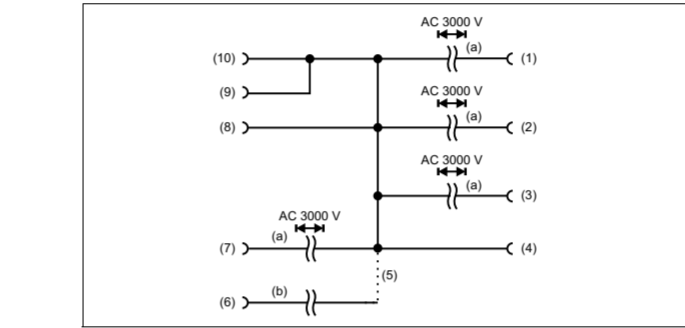 AC 3000 V
(10) (a) (1)
(9)
AC 3000 V
(8) (a) (2)
AC 3000 V
(a) (3)
AC 3000 V
(7) (a) (4)
(5)
(6) (b)